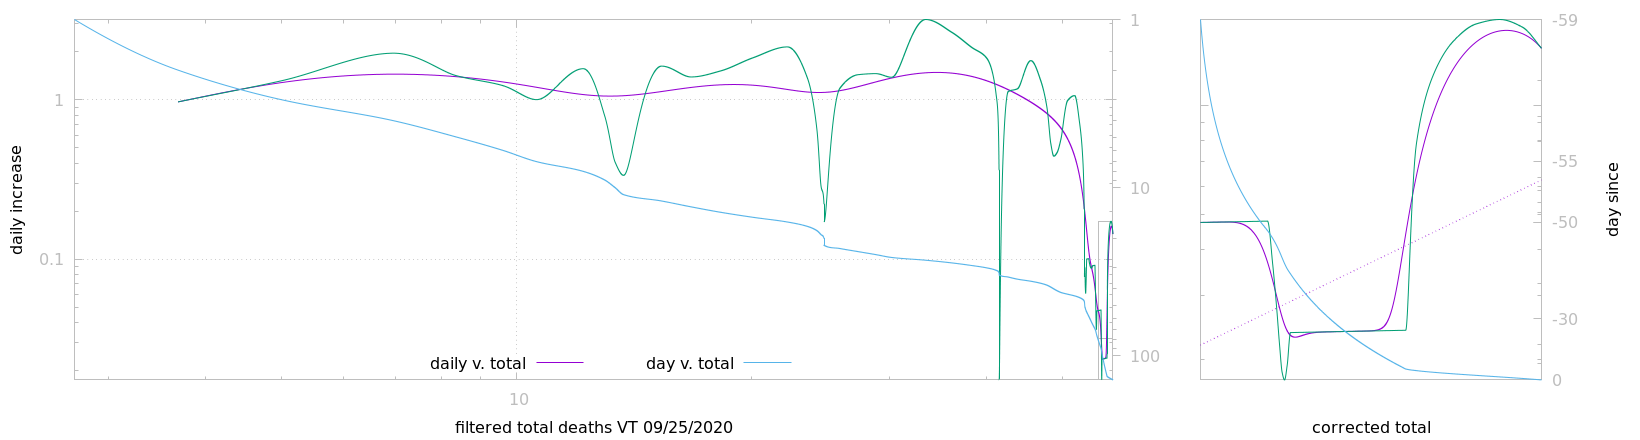 daily increase
1
0.1
10
daily v. total
day v. total
filtered total deaths VT 09/25/2020
1
10
100
-59
-55
-50
-30
0
day since
corrected total